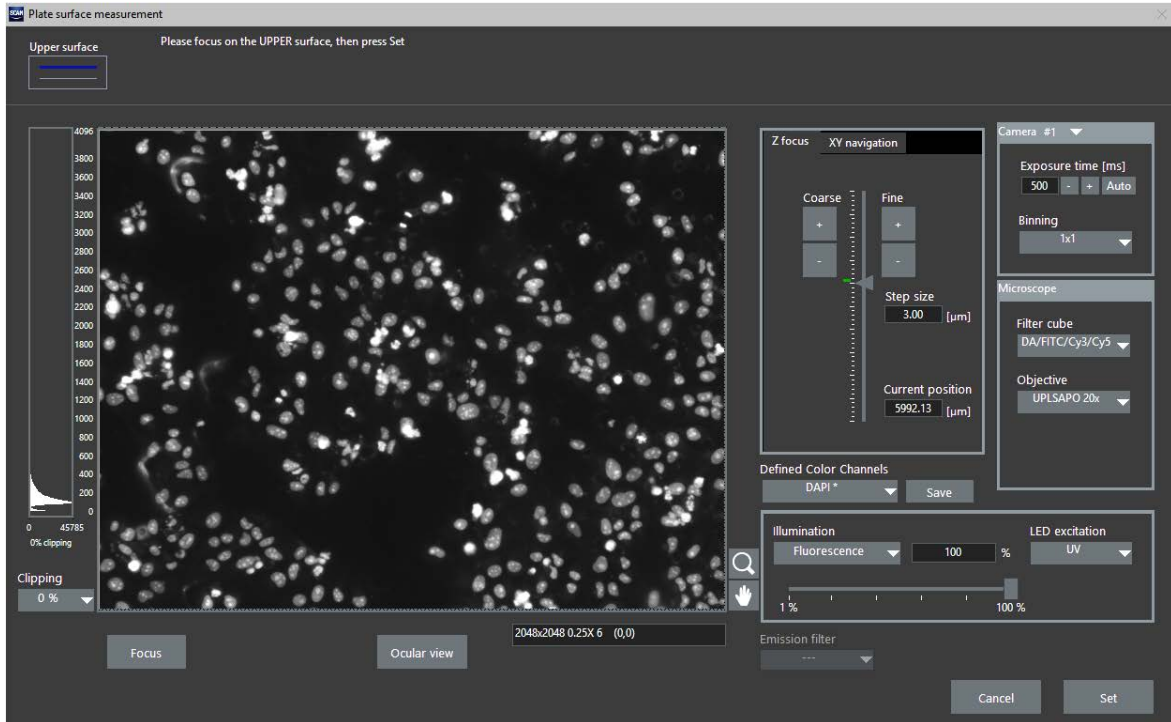 SCAN Plate surface measurement
Upper surface
Please focus on the UPPER surface, then press Set
4096
3800
3600
3400
3200
3000
2800
2600
2400
2200
2000
1800
1600
1400
1200
1000
800
600
400
200
0
0 45785
0% clipping
Clipping
0 %
Focus
Ocular view
2048x2048 0.25X 6 (0,0)
Z focus XY navigation
Coarse Fine
+ +
- -
Step size
3.00 [µm]
Current position
5992.13 [µm]
Camera #1
Exposure time [ms]
500 - + Auto
Binning
1x1
Microscope
Filter cube
DA/FITC/Cy3/Cy5
Objective
UPLSAPO 20x
Defined Color Channels
DAPI * Save
Illumination LED excitation
Fluorescence 100 % UV
1 % 100 %
Emission filter
---
Cancel Set